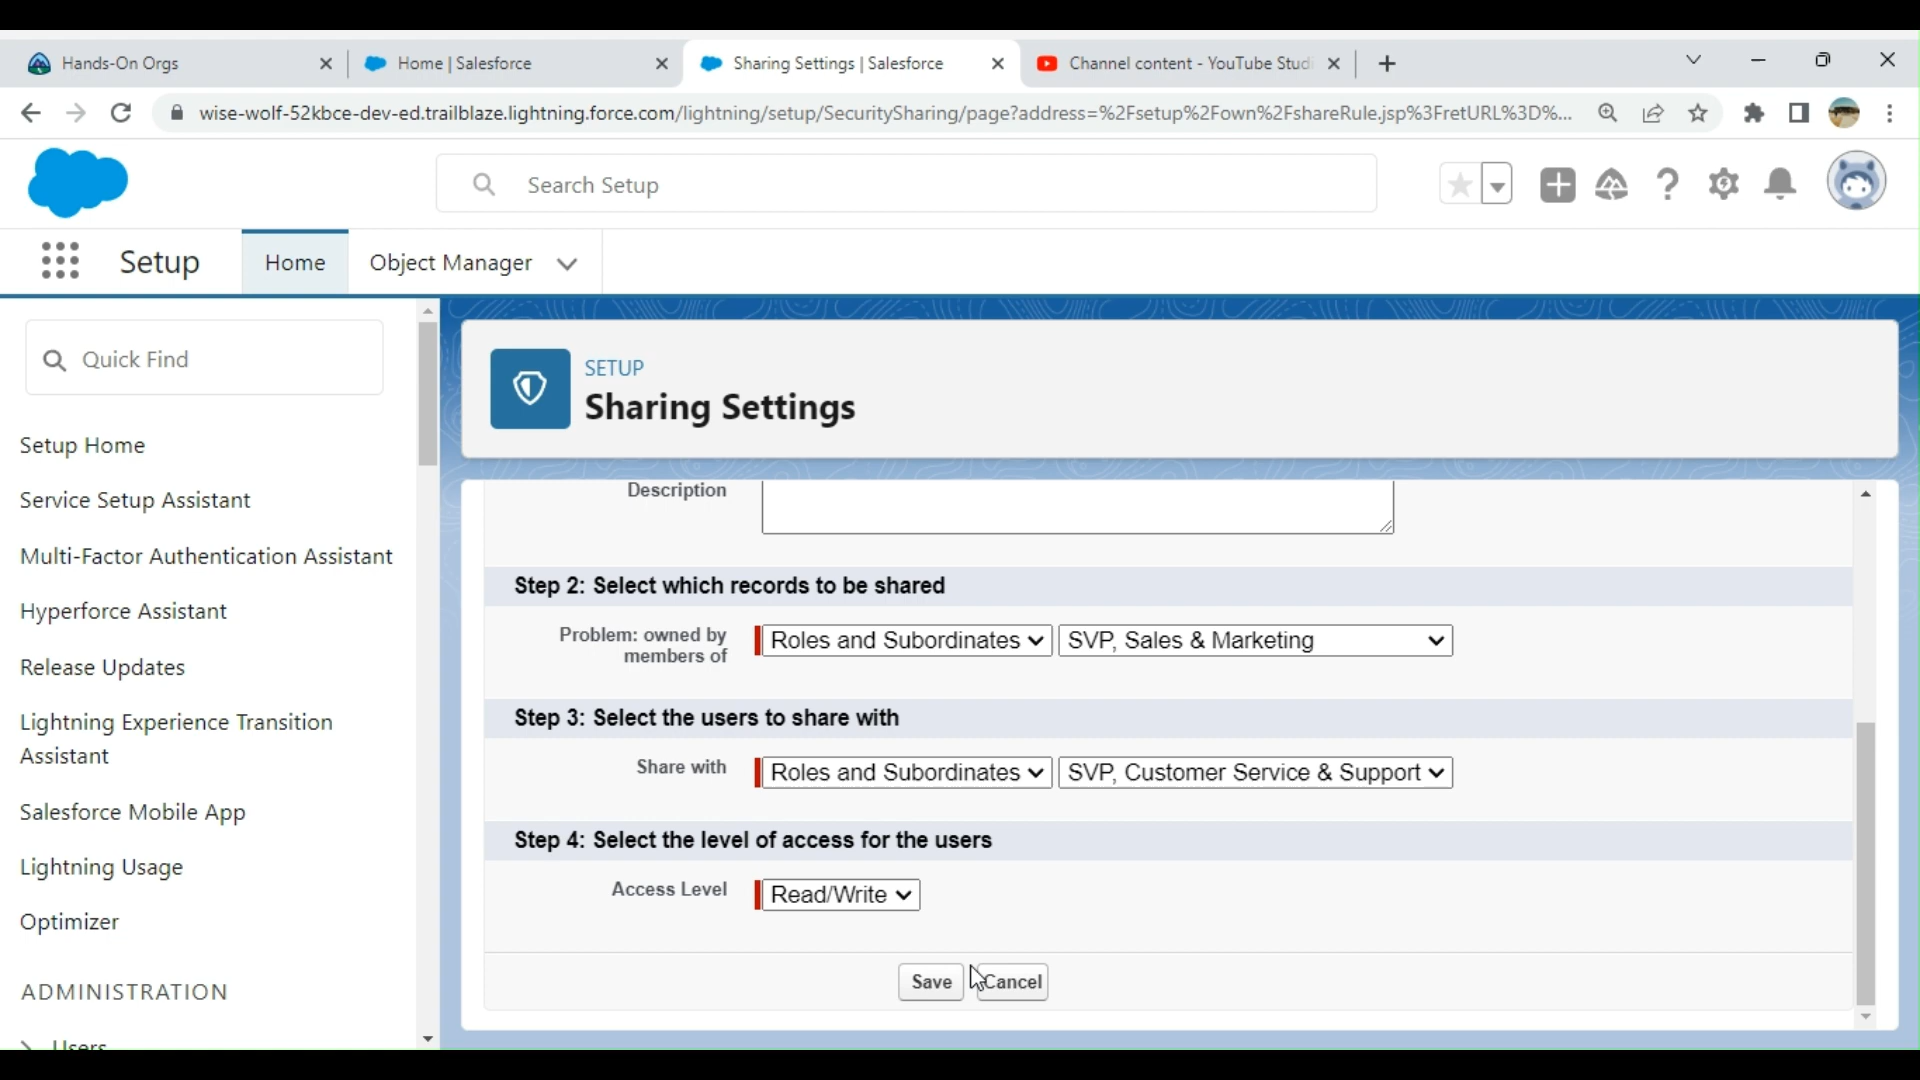 Hands-On Orgs
Home | Salesforce
Sharing Settings | Salesforce
Channel content - YouTube Studi
wise-wolf-52kbce-dev-ed.trailblaze.lightning.force.com/lightning/setup/SecuritySharing/page?address=%2Fsetup%2Fown%2FshareRule.jsp%3FretURL%3D%...
Search Setup
Setup
Home
Object Manager
Quick Find
Setup Home
Service Setup Assistant
Multi-Factor Authentication Assistant
Hyperforce Assistant
Release Updates
Lightning Experience Transition
Assistant
Salesforce Mobile App
Lightning Usage
Optimizer
ADMINISTRATION
Users
SETUP
Sharing Settings
Description
Step 2: Select which records to be shared
Problem: owned by
members of
Roles and Subordinates
SVP, Sales & Marketing
Step 3: Select the users to share with
Share with
Roles and Subordinates
SVP, Customer Service & Support
Step 4: Select the level of access for the users
Access Level
Read/Write
Save
Cancel